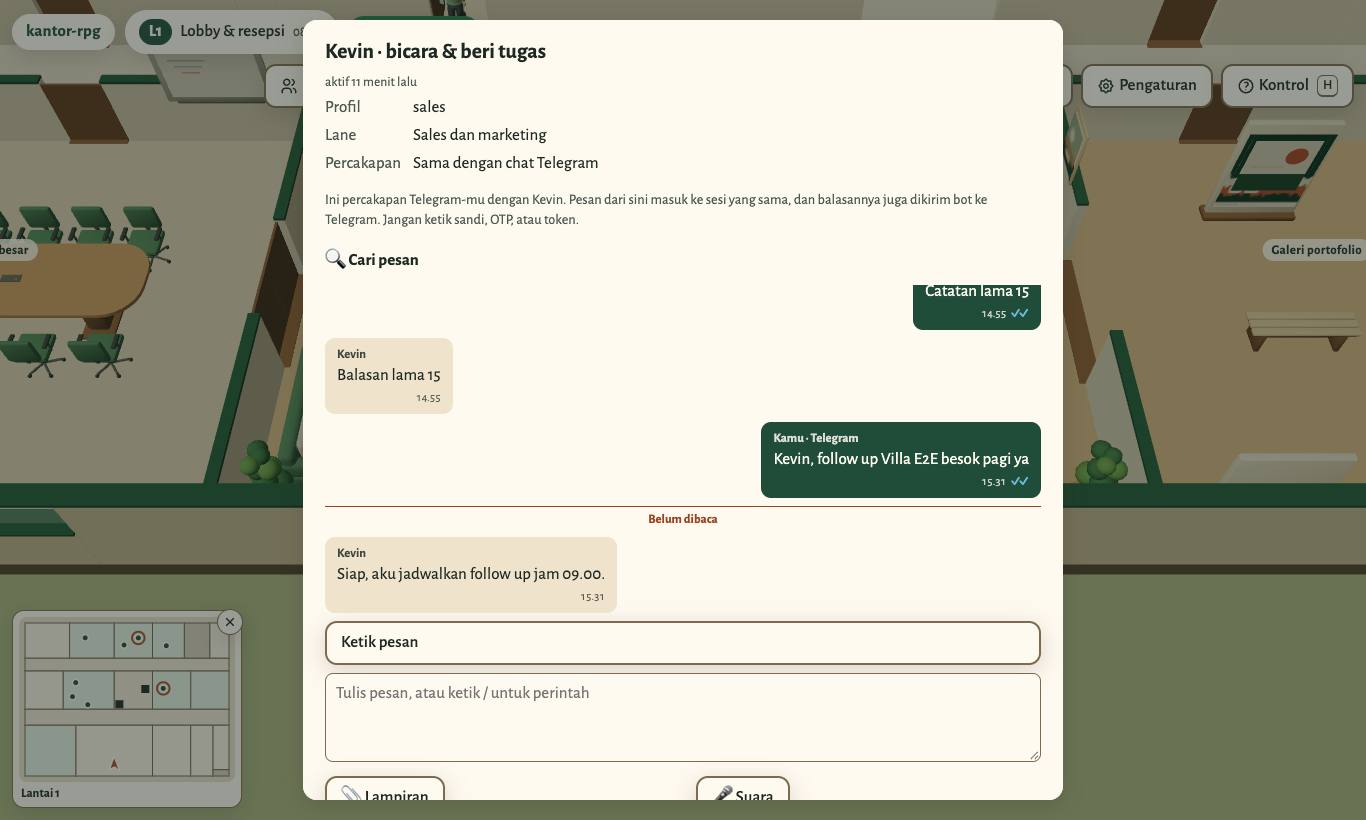 kantor-rpg
L1 Lobby & resepsi
Pengaturan
Kontrol H
besar
Galeri portofolio
Kevin · bicara & beri tugas
aktif 11 menit lalu
Profil sales
Lane Sales dan marketing
Percakapan Sama dengan chat Telegram
Ini percakapan Telegram-mu dengan Kevin. Pesan dari sini masuk ke sesi yang sama, dan balasannya juga dikirim bot ke
Telegram. Jangan ketik sandi, OTP, atau token.
Cari pesan
Catatan lama 15
14.55
Kevin
Balasan lama 15
14.55
Kamu · Telegram
Kevin, follow up Villa E2E besok pagi ya
15.31
Belum dibaca
Kevin
Siap, aku jadwalkan follow up jam 09.00.
15.31
Ketik pesan
Tulis pesan, atau ketik / untuk perintah
Lampiran
Suara
Lantai 1